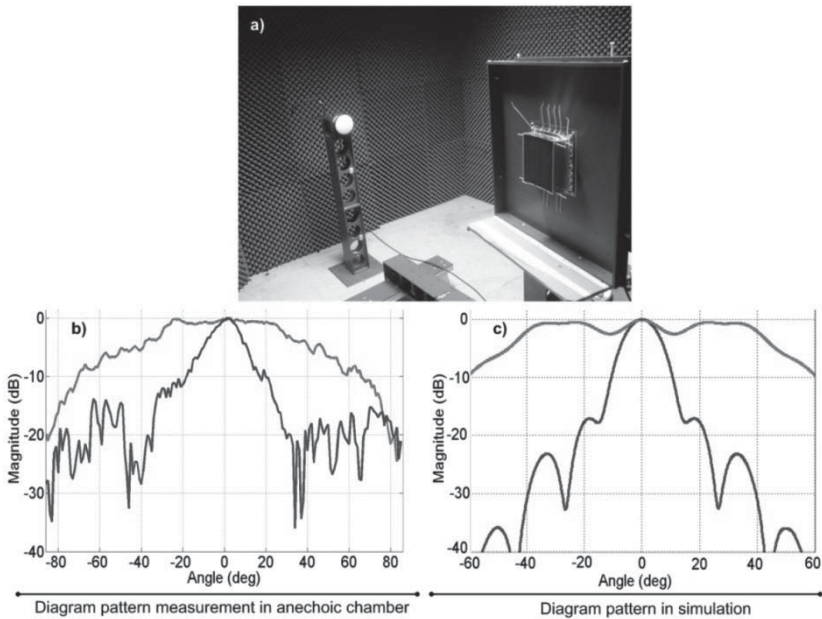 a)
b)
c)
0
-10
-20
-30
-40
Magnitude (dB)
-80 -60 -40 -20 0 20 40 60 80
Angle (deg)
Diagram pattern measurement in anechoic chamber
0
-10
-20
-30
-40
Magnitude (dB)
-60 -40 -20 0 20 40 60
Angle (deg)
Diagram pattern in simulation